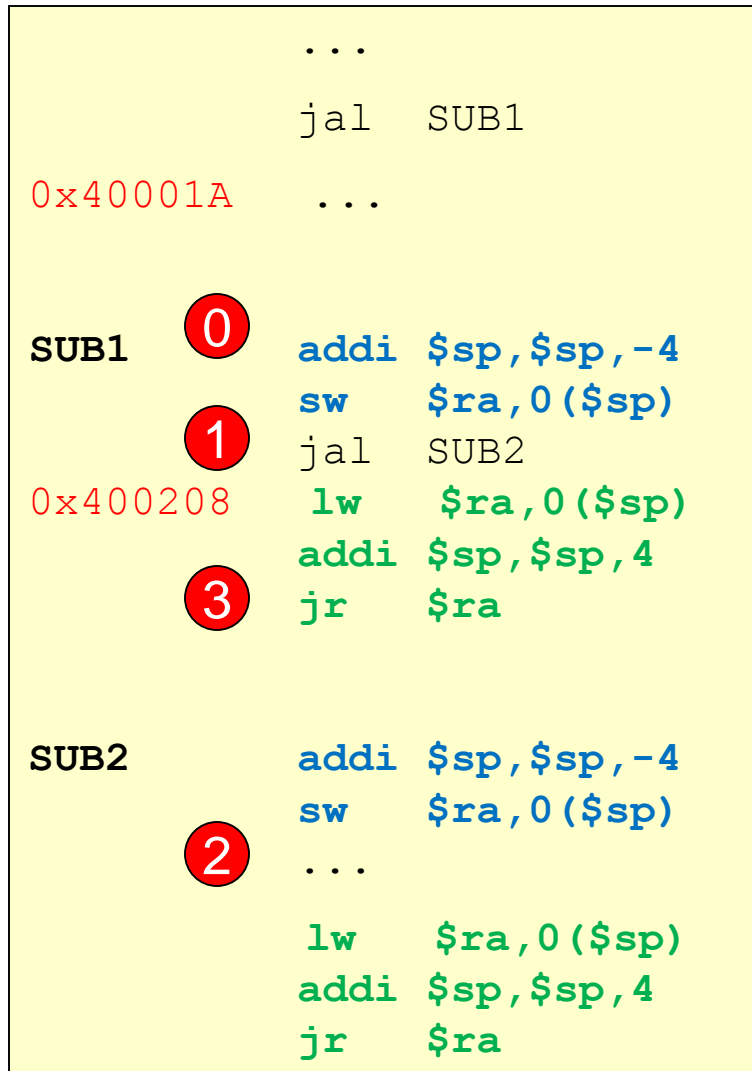 ...
jal SUB1
0x40001A ...
0
SUB1 addi $sp,$sp,-4
sw $ra,0($sp)
1
jal SUB2
0x400208 lw $ra,0($sp)
addi $sp,$sp,4
3 jr $ra
SUB2 addi $sp,$sp,-4
sw $ra,0($sp)
2 ...
lw $ra,0($sp)
addi $sp,$sp,4
jr $ra